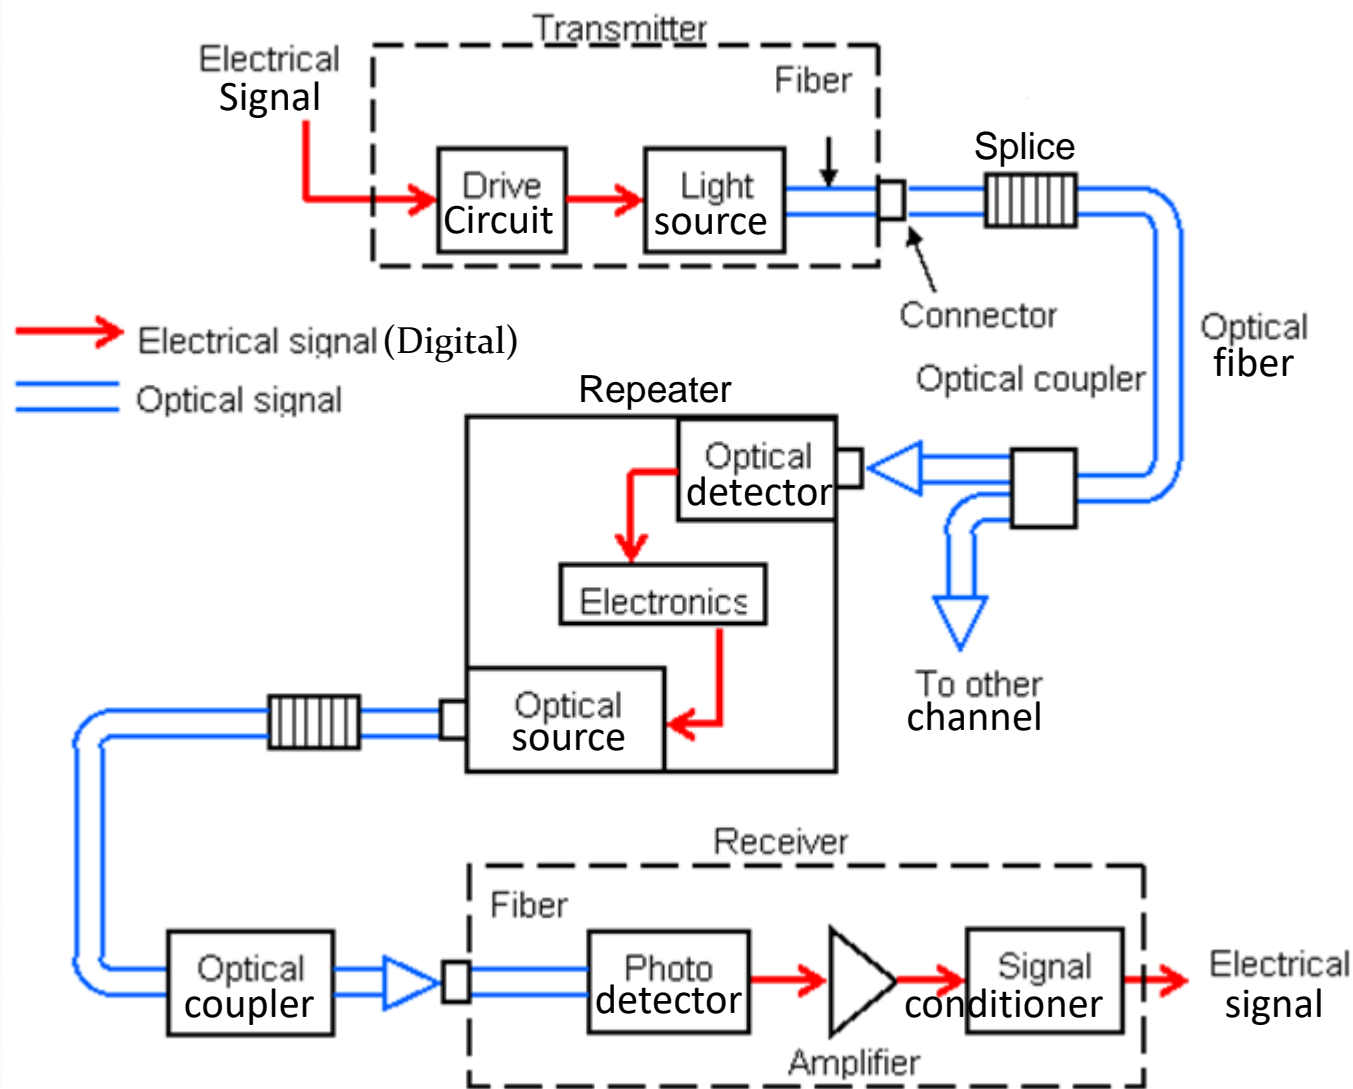 Transmitter
Electrical
Signal
Fiber
Drive
Circuit
Light
source
Splice
Connector
Optical
fiber
Electrical signal (Digital)
Optical signal
Optical coupler
Repeater
Optical
detector
Electronics
Optical
source
To other
channel
Receiver
Fiber
Optical
coupler
Photo
detector
Amplifier
Signal
conditioner
Electrical
signal